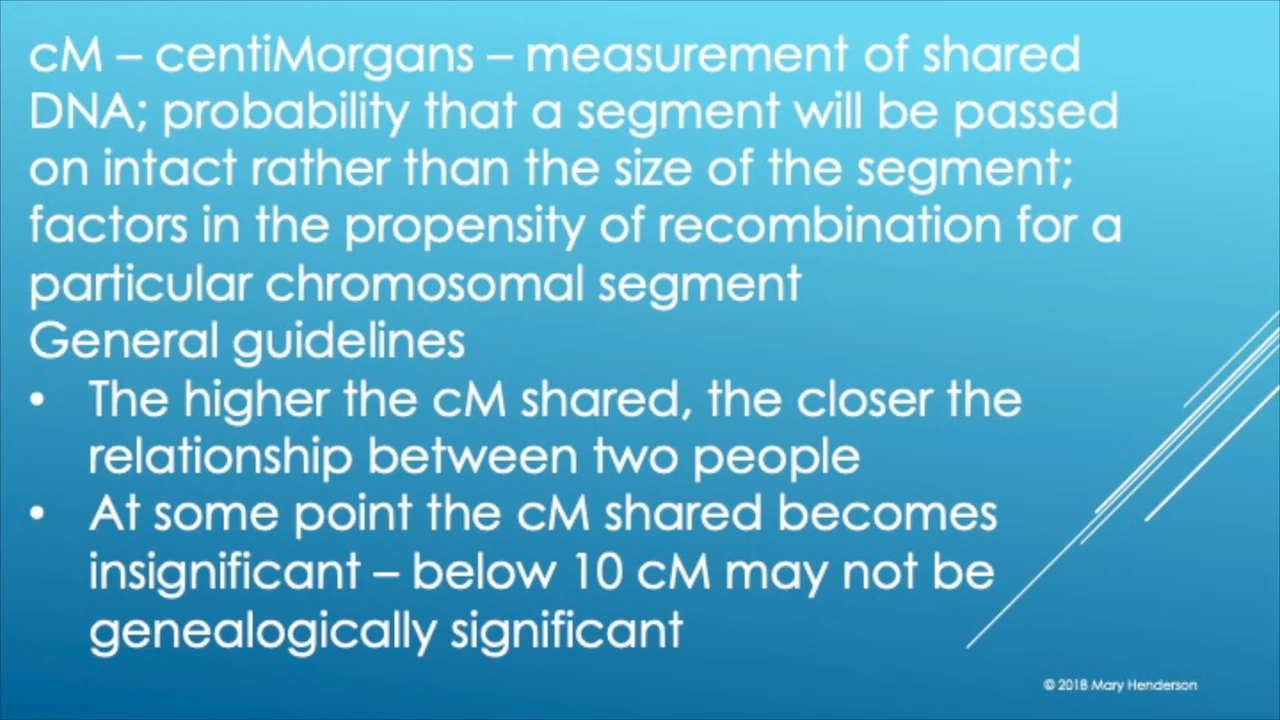 cM – centiMorgans – measurement of shared
DNA; probability that a segment will be passed
on intact rather than the size of the segment;
factors in the propensity of recombination for a
particular chromosomal segment
General guidelines
• The higher the cM shared, the closer the
relationship between two people
• At some point the cM shared becomes
insignificant – below 10 cM may not be
genealogically significant
© 2018 Mary Henderson